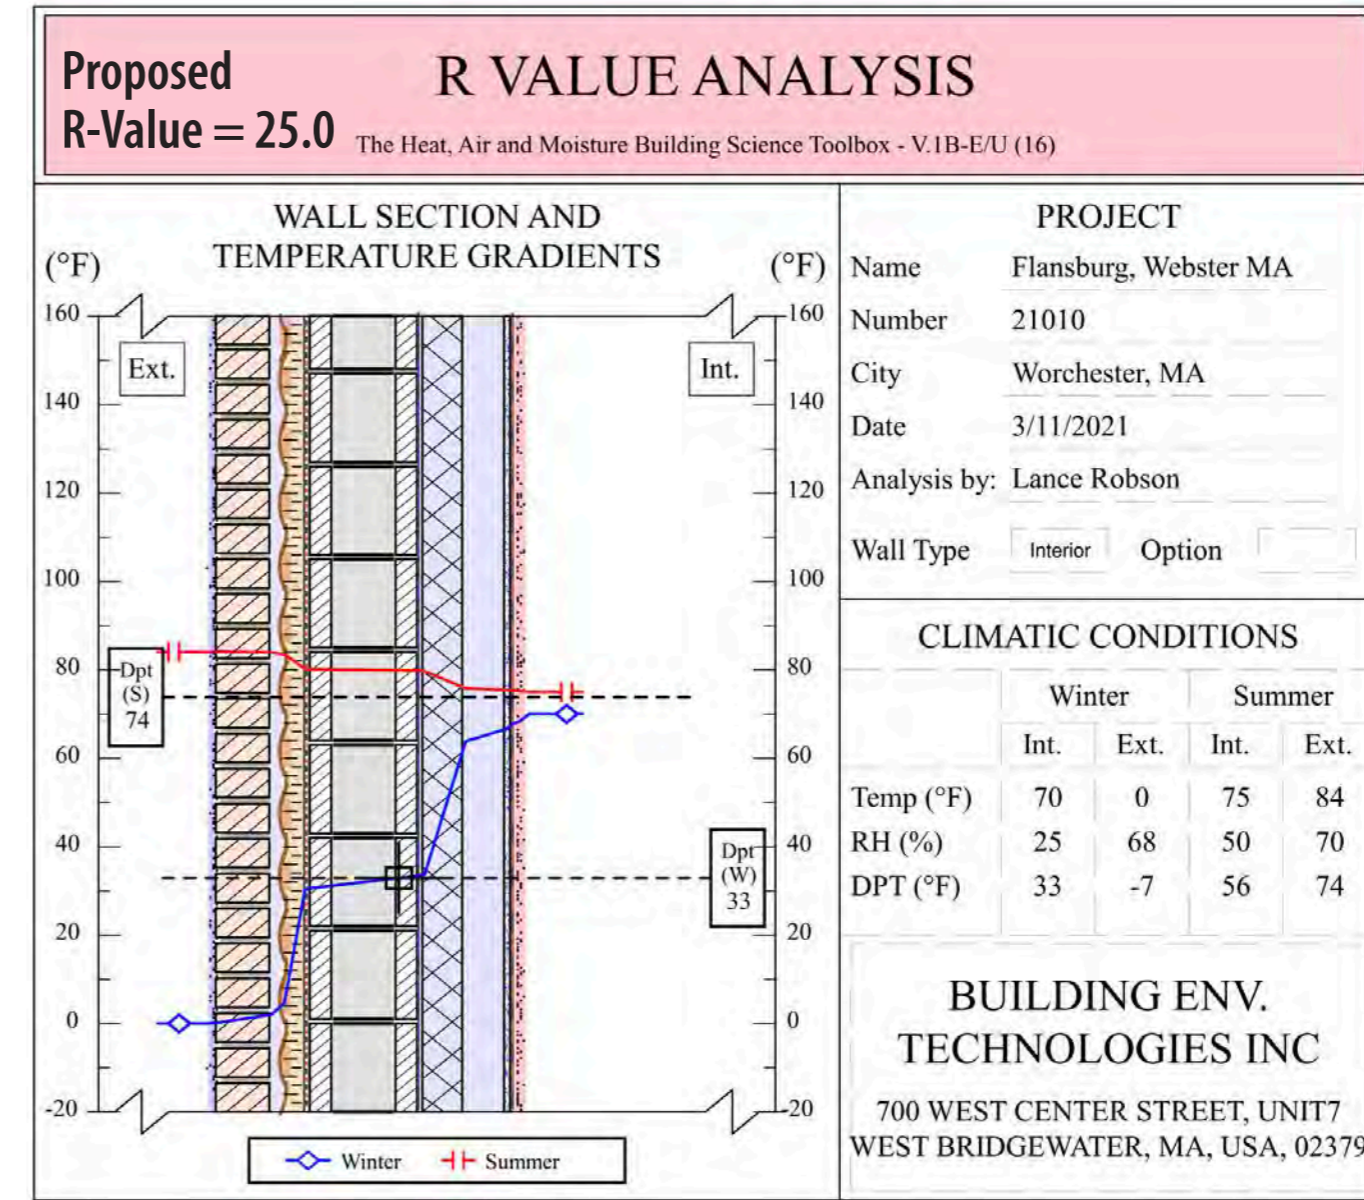 Proposed
R-Value = 25.0
R VALUE ANALYSIS
The Heat, Air and Moisture Building Science Toolbox - V.1B-E/U (16)
WALL SECTION AND
TEMPERATURE GRADIENTS
(°F)
(°F)
160
140
120
100
80
60
40
20
0
-20
160
140
120
100
80
60
40
20
0
-20
Ext.
Int.
Dpt
(S)
74
Dpt
(W)
33
Winter Summer
PROJECT
Name Flansburg, Webster MA
Number 21010
City Worchester, MA
Date 3/11/2021
Analysis by: Lance Robson
Wall Type Interior Option
CLIMATIC CONDITIONS
Winter Summer
Int. Ext. Int. Ext.
Temp (°F) 70 0 75 84
RH (%) 25 68 50 70
DPT (°F) 33 -7 56 74
BUILDING ENV.
TECHNOLOGIES INC
700 WEST CENTER STREET, UNIT7
WEST BRIDGEWATER, MA, USA, 02379